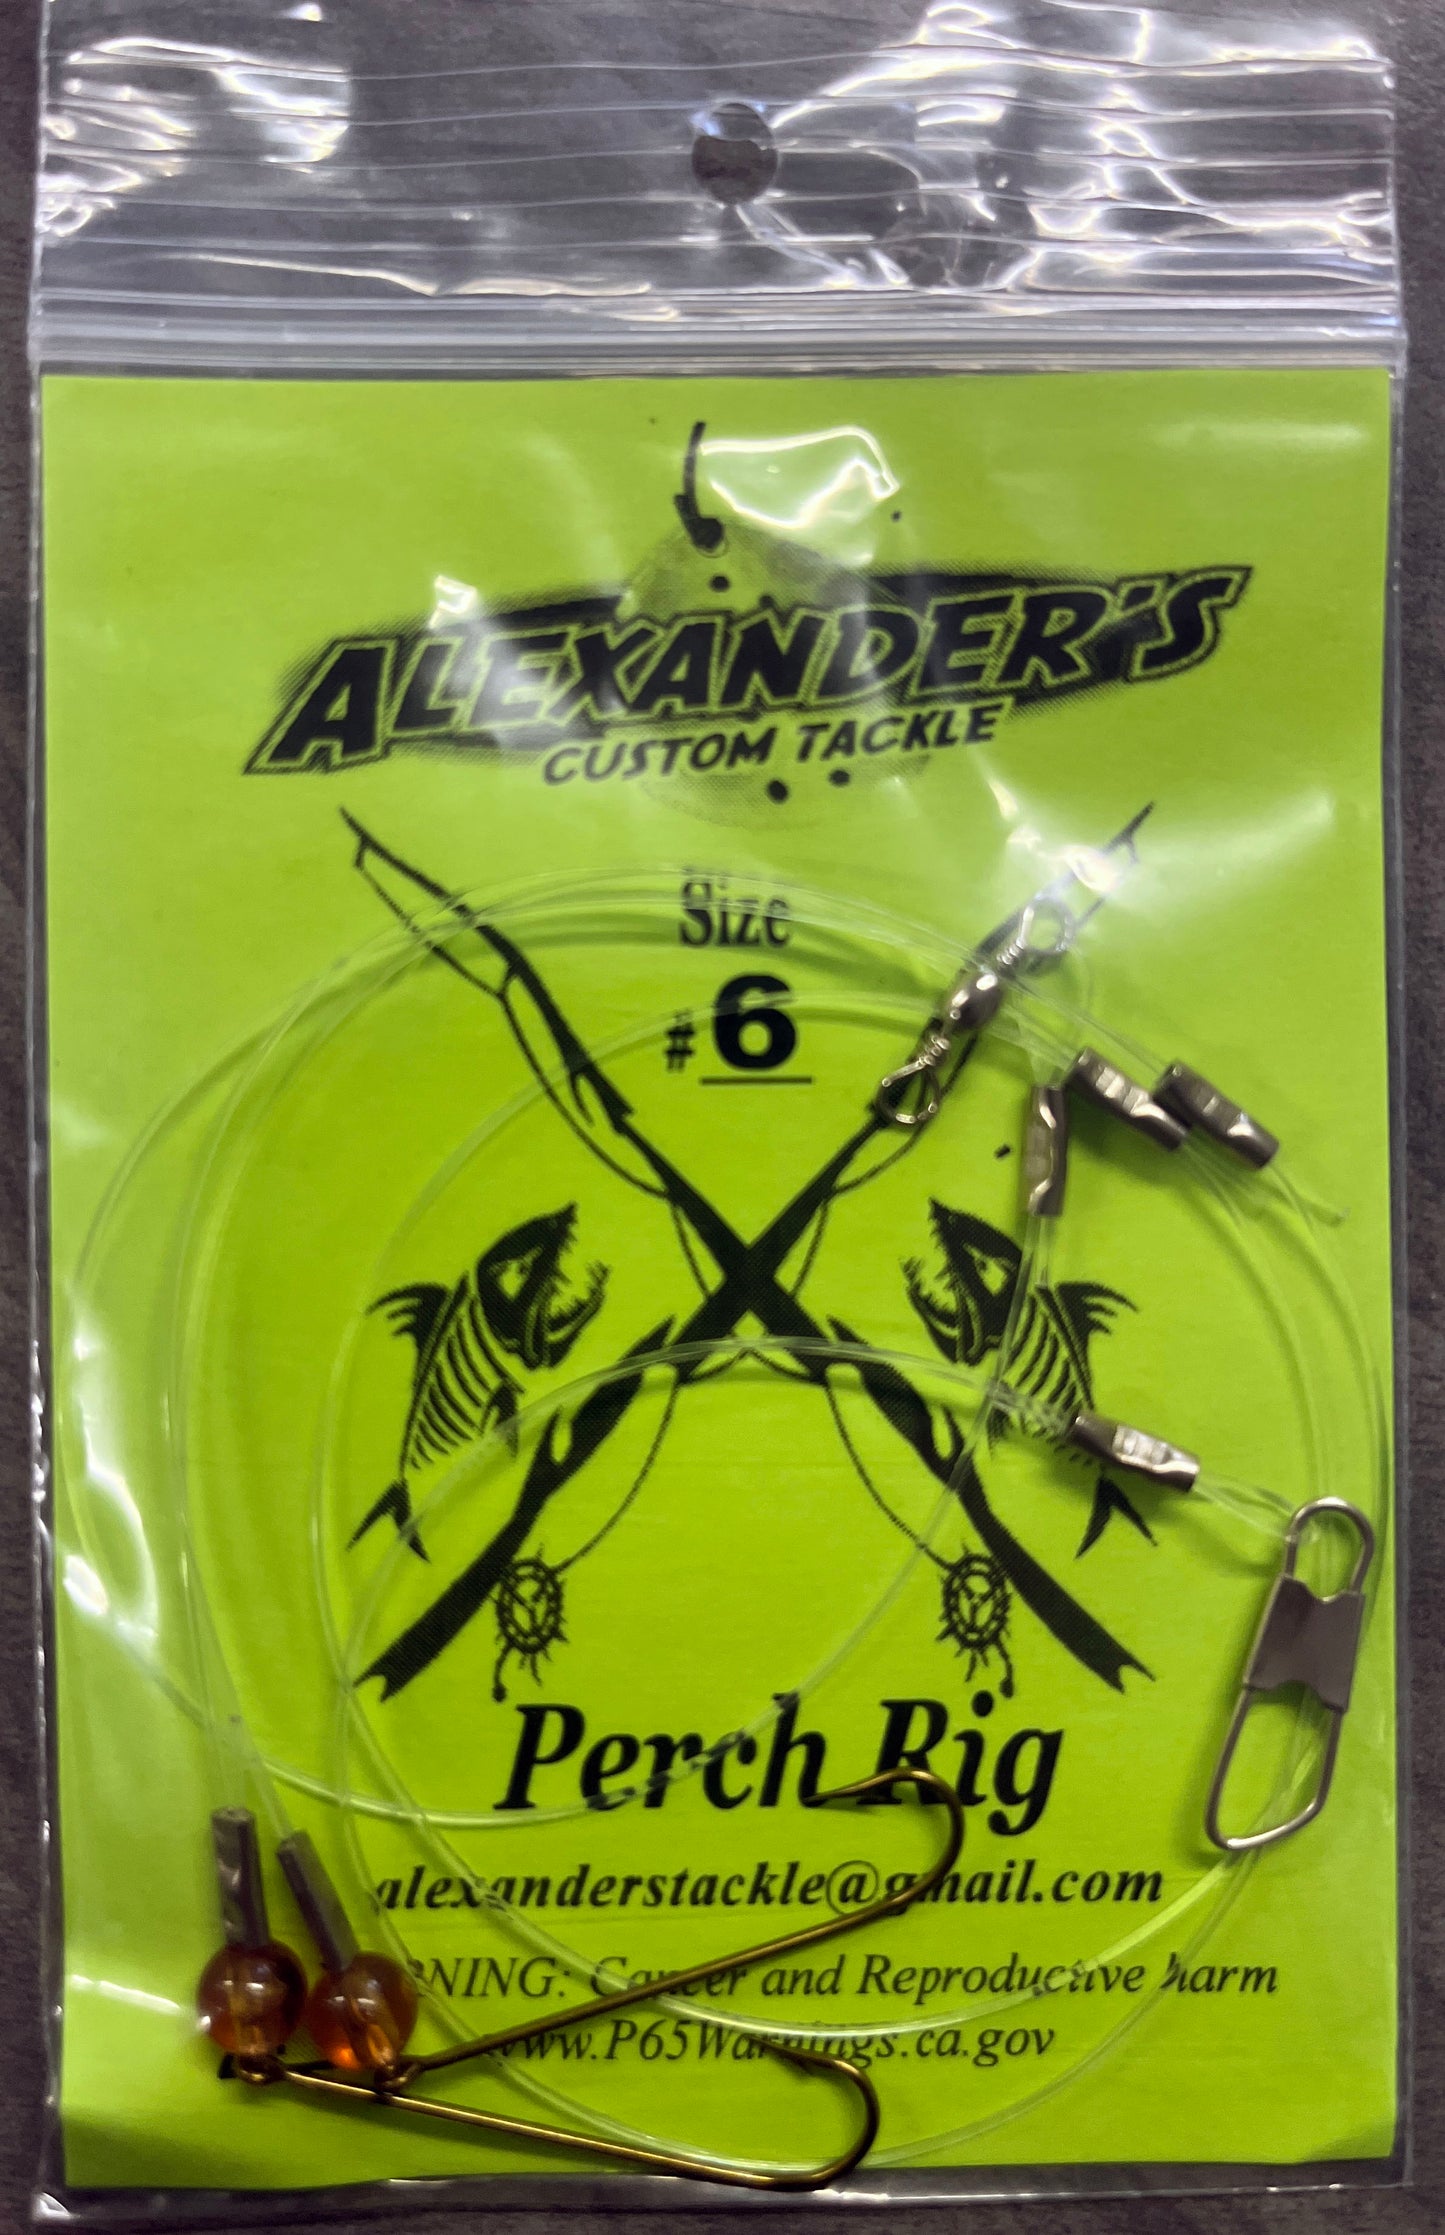 ALEXANDER'S
CUSTOM TACKLE
Size
# 6
Perch Rig
alexanderstackle@gmail.com
Cancer and Reproductive harm
www.P65Warnings.ca.gov